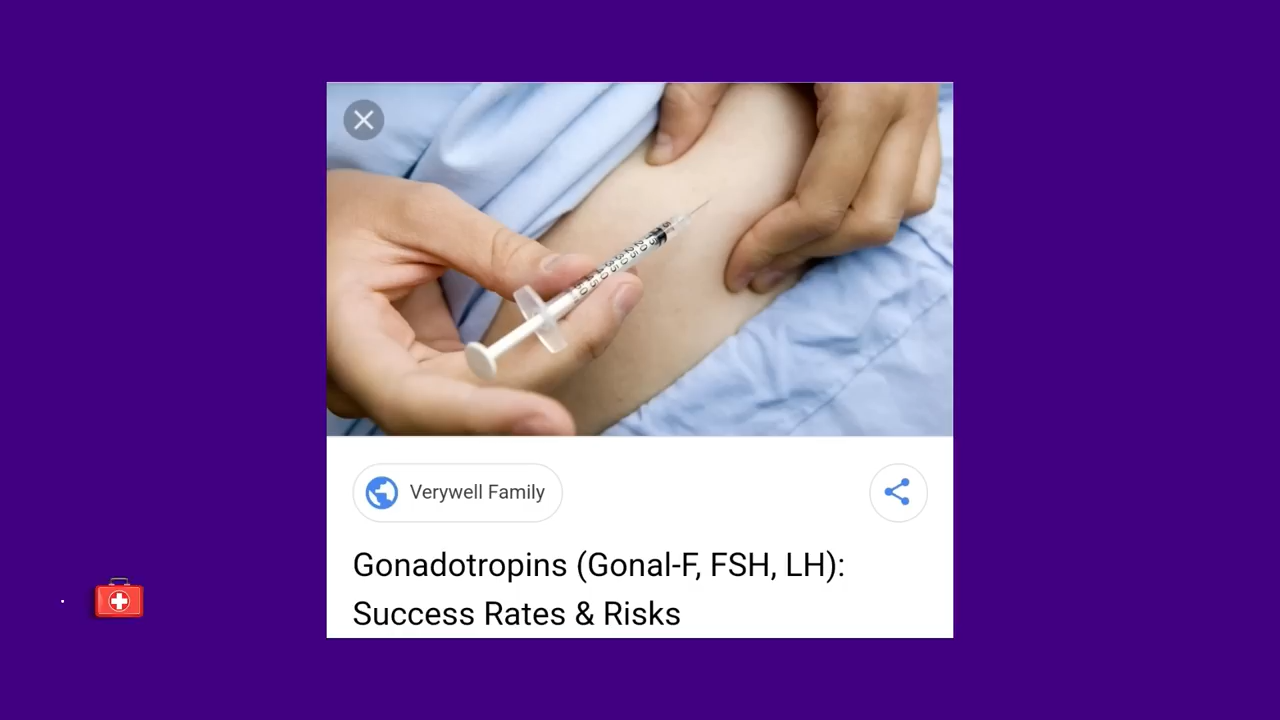 Verywell Family
Gonadotropins (Gonal-F, FSH, LH):
Success Rates & Risks